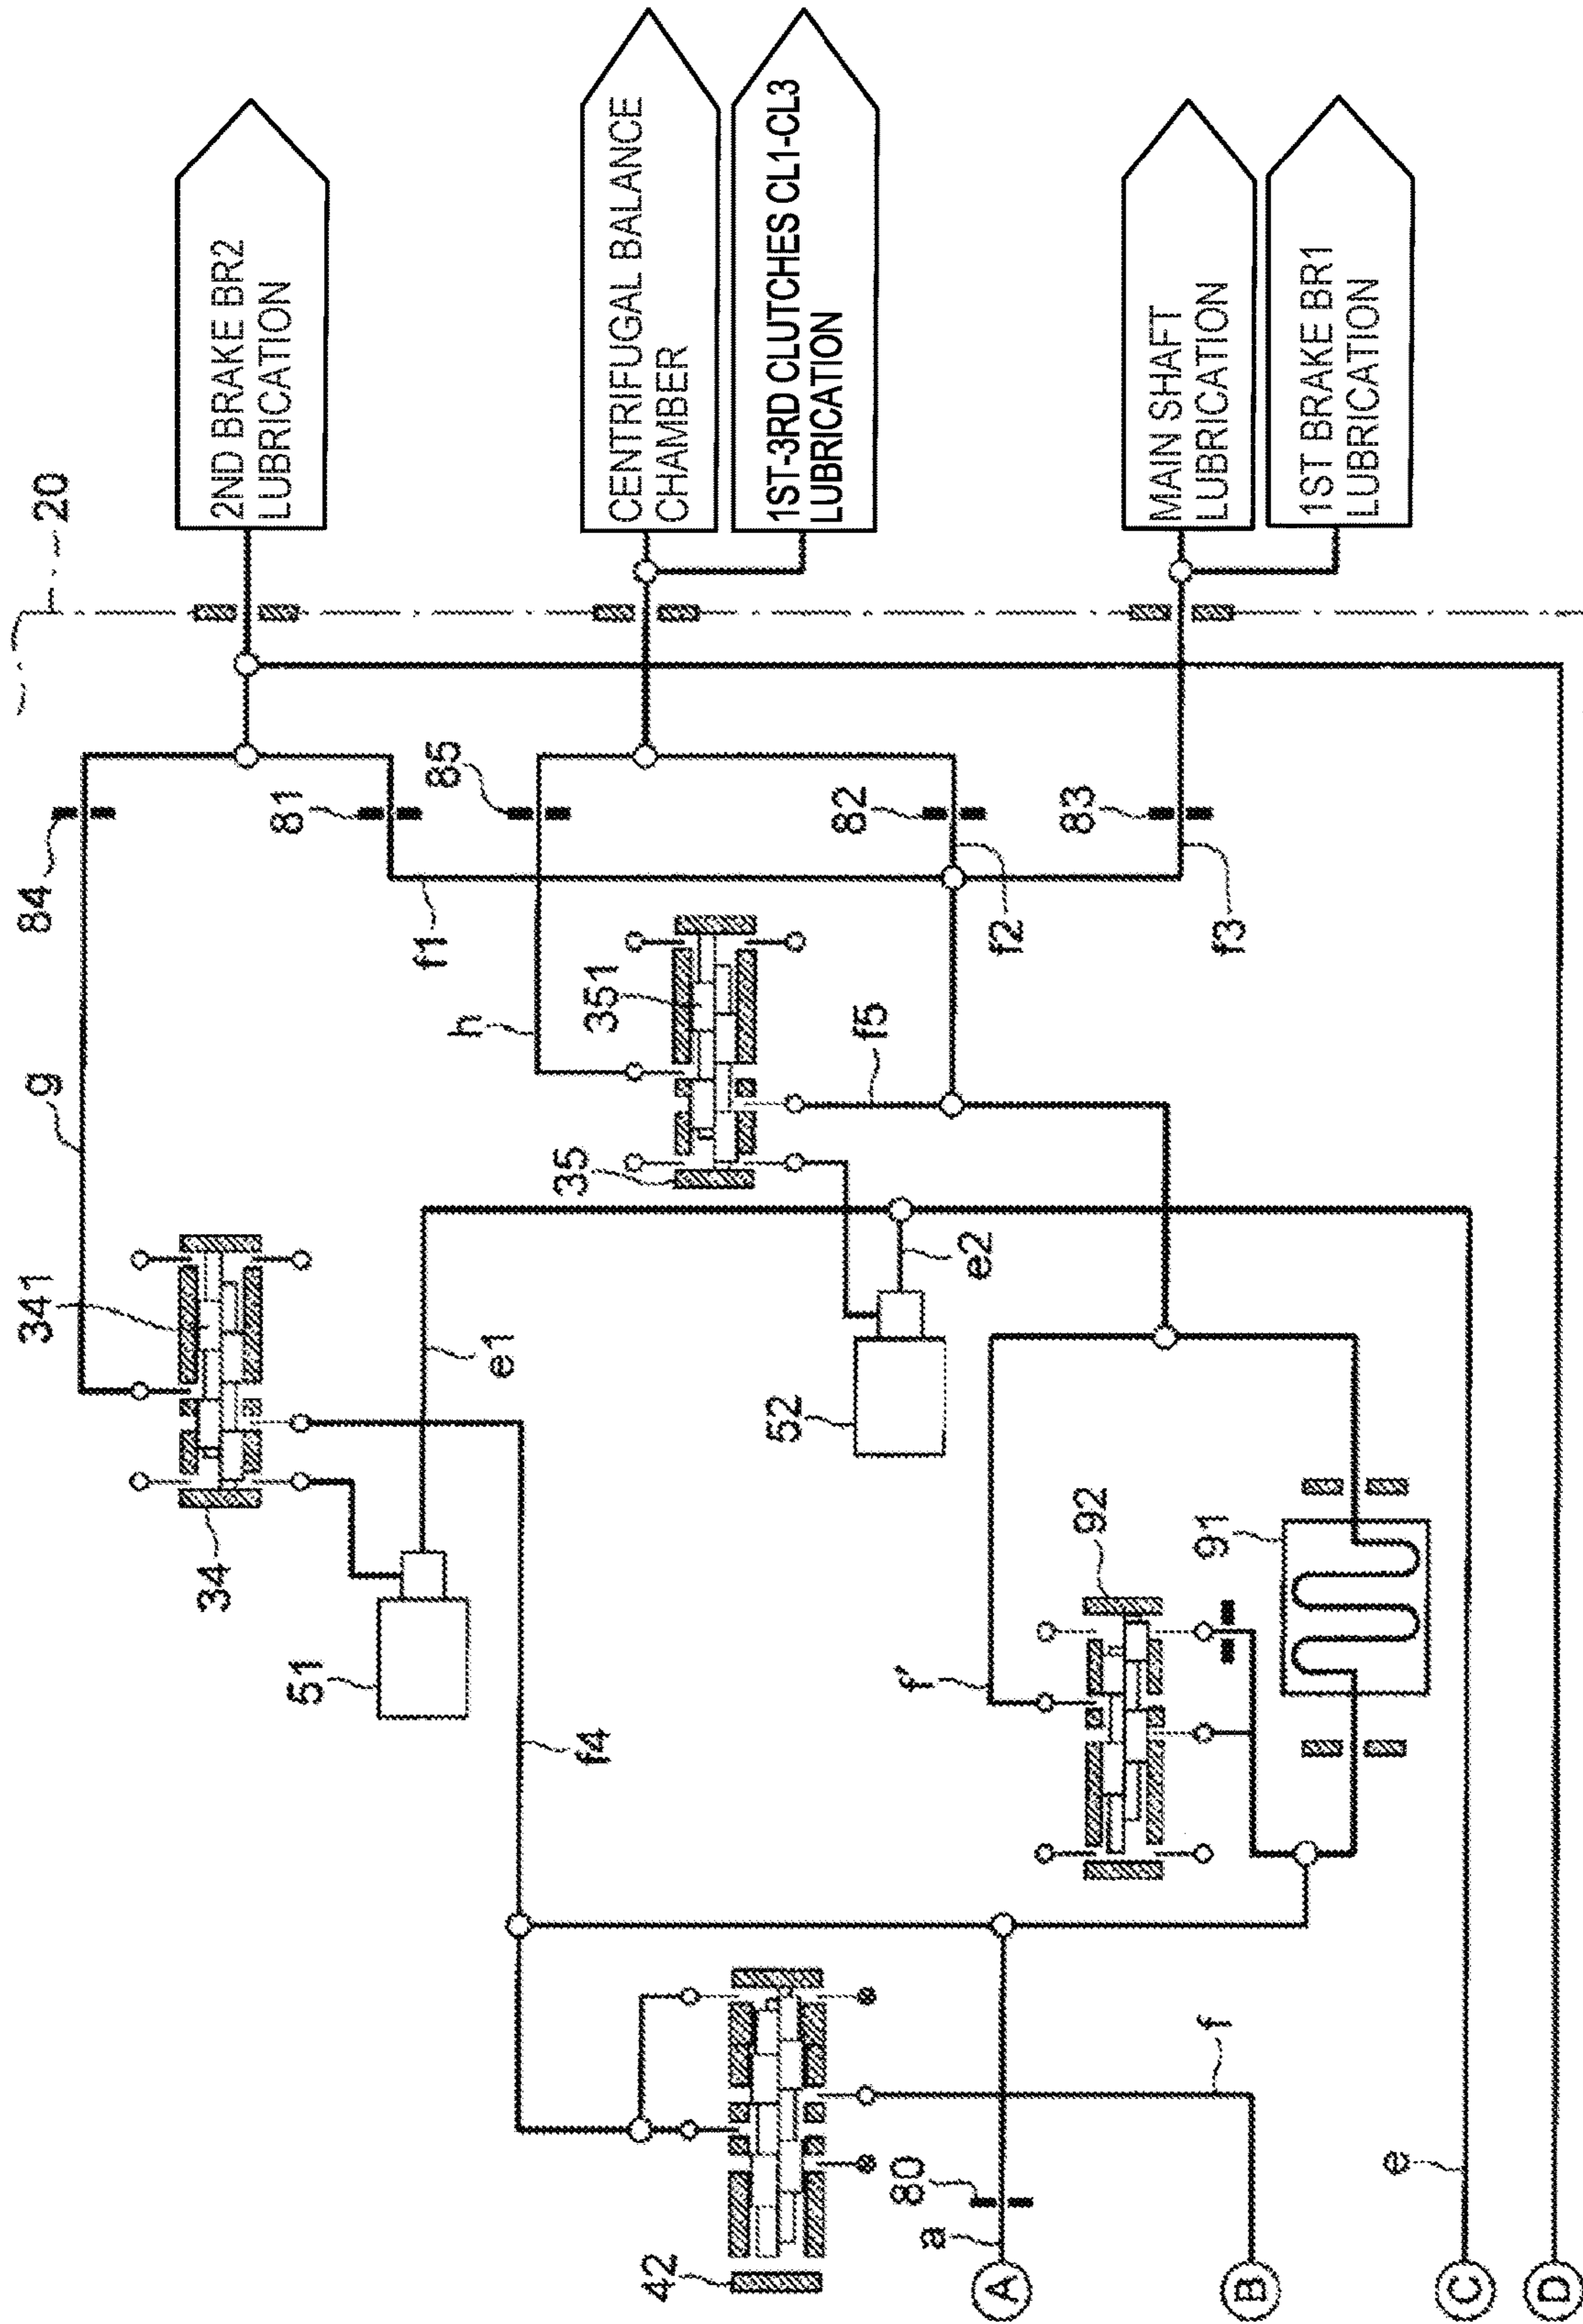 20
2ND BRAKE BR2
LUBRICATION
CENTRIFUGAL BALANCE
CHAMBER
1ST-3RD CLUTCHES CL1-CL3
LUBRICATION
MAIN SHAFT
LUBRICATION
1ST BRAKE BR1
LUBRICATION
84
81
85
82
83
f1
f2
f3
g
h
351
f5
35
341
34
e1
e2
51
52
f4
f'
92
91
42
80
a
f
e
A
B
C
D